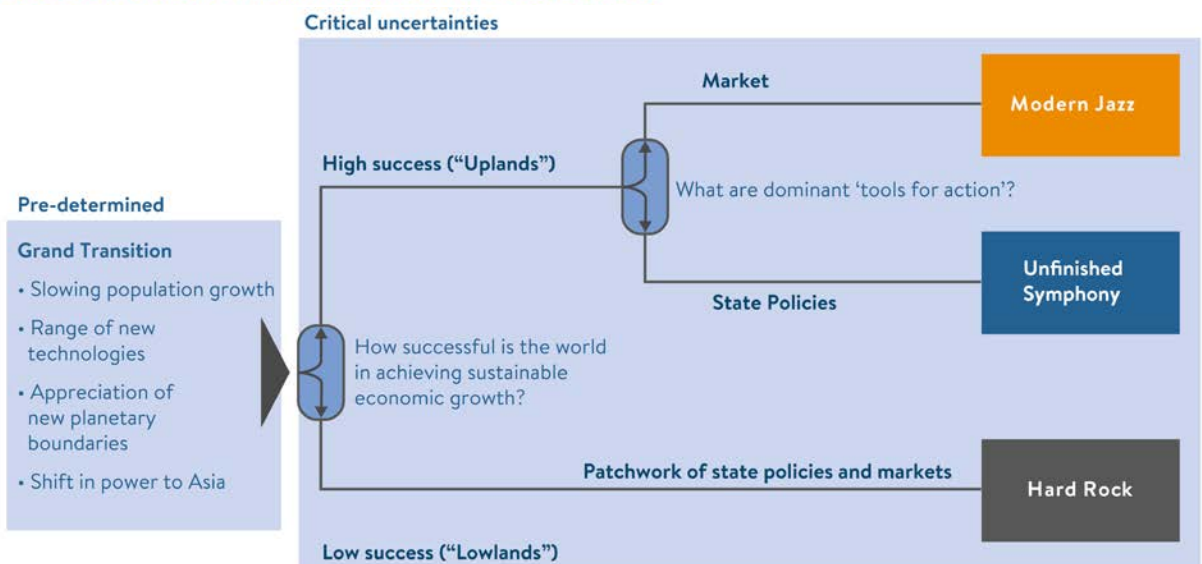 Critical uncertainties
Market
Modern Jazz
High success (“Uplands”)
What are dominant ‘tools for action’?
Pre-determined
Grand Transition
• Slowing population growth
• Range of new
technologies
• Appreciation of
new planetary
boundaries
• Shift in power to Asia
Unfinished
Symphony
State Policies
How successful is the world
in achieving sustainable
economic growth?
Patchwork of state policies and markets
Hard Rock
Low success (“Lowlands”)